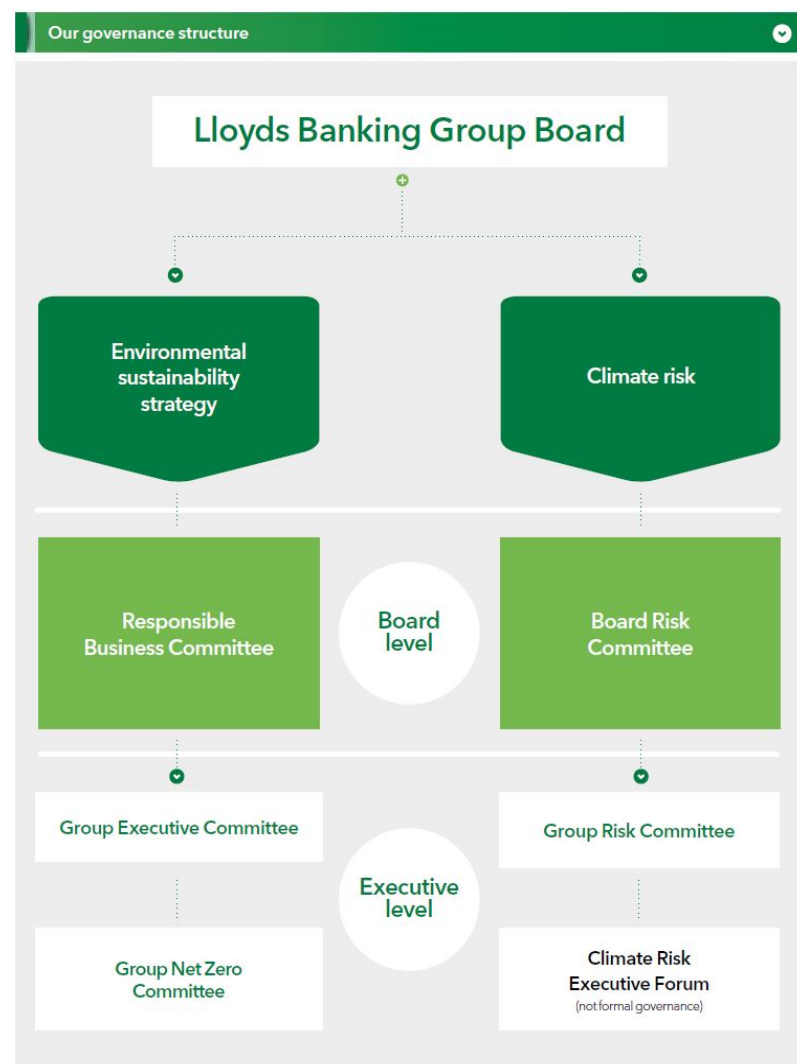 Our governance structure
Lloyds Banking Group Board
Environmental
sustainability
strategy
Climate risk
Responsible
Business Committee
Board
level
Board Risk
Committee
Group Executive Committee
Group Risk Committee
Executive
level
Group Net Zero
Committee
Climate Risk
Executive Forum
(not formal governance)